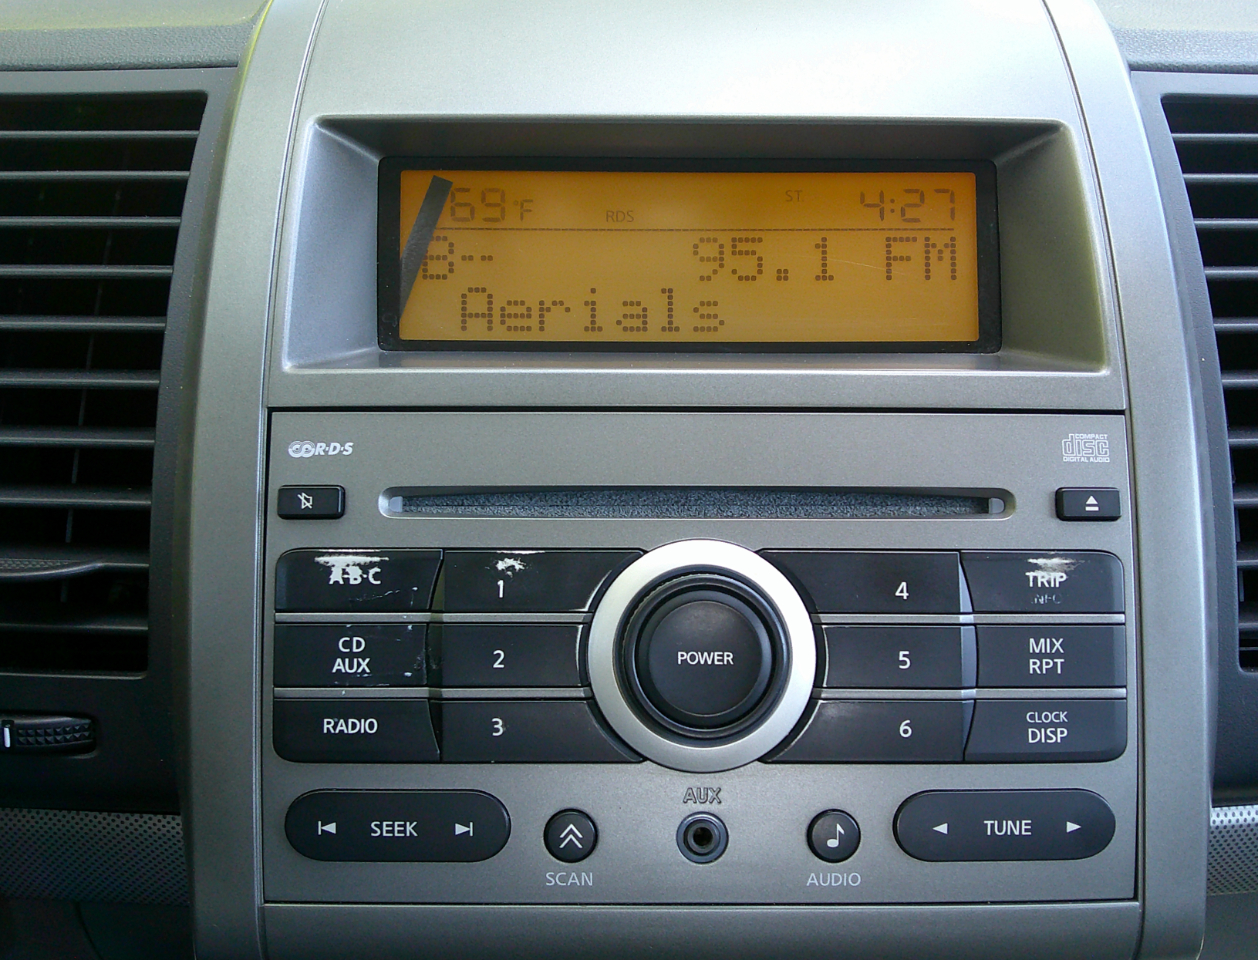 69°F RDS ST. 4:27
B-- 95.1 FM
Aerials
R·D·S
COMPACT
disc
DIGITAL AUDIO
A·B·C 1 4 TRIP
INFO
CD
AUX
2 POWER 5 MIX
RPT
RADIO 3 6 CLOCK
DISP
AUX
SEEK TUNE
SCAN AUDIO